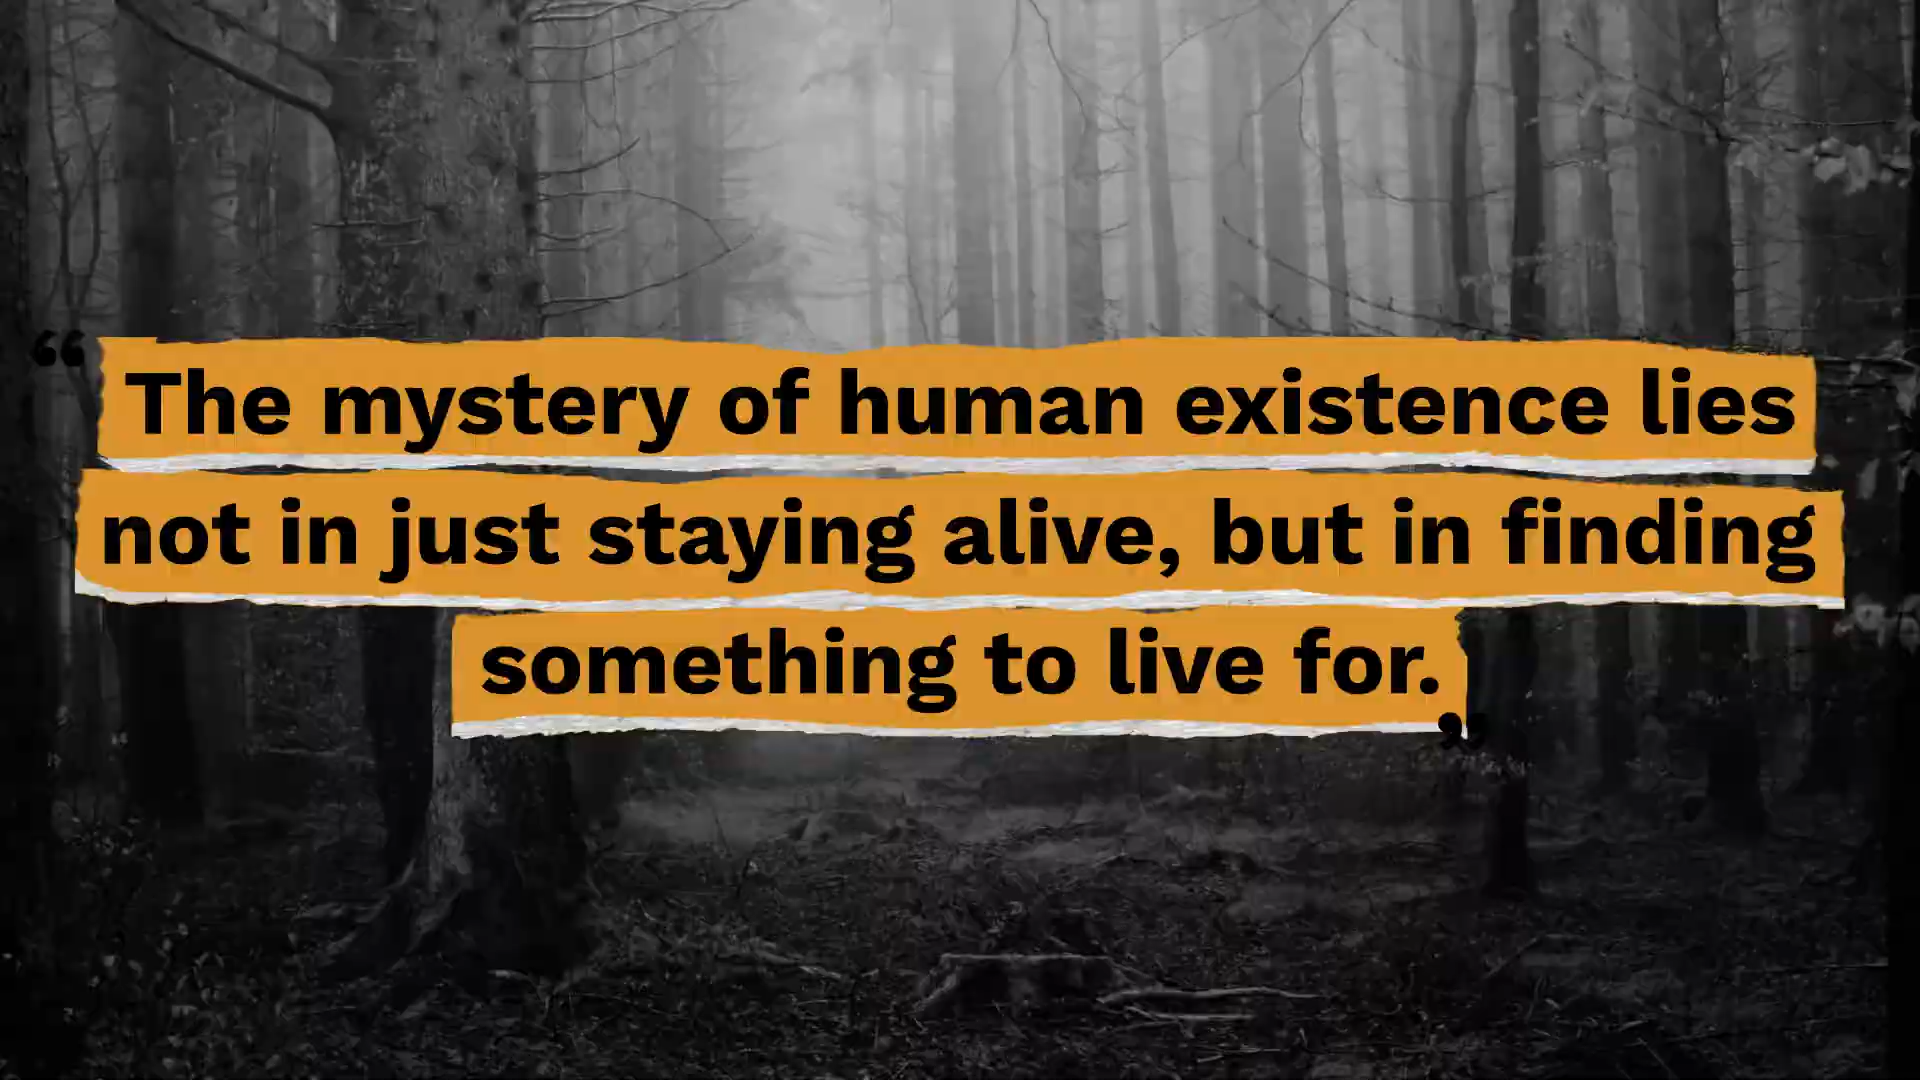 “The mystery of human existence lies
not in just staying alive, but in finding
something to live for.”